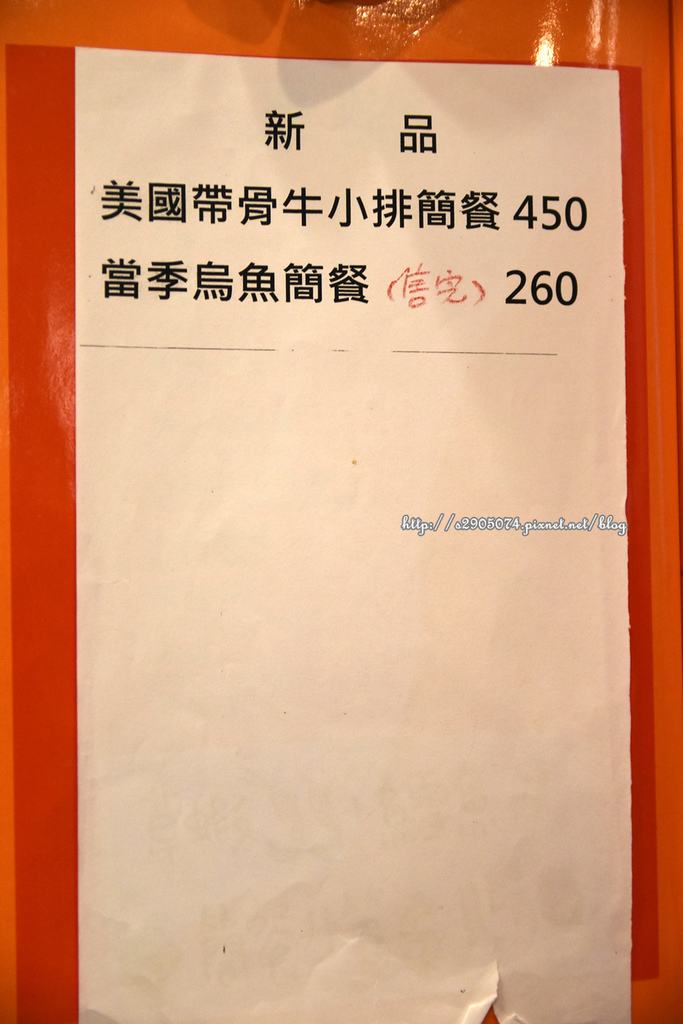 新 品
美國帶骨牛小排簡餐 450
當季烏魚簡餐 (售完) 260
http://s2905074.pixnet.net/blog